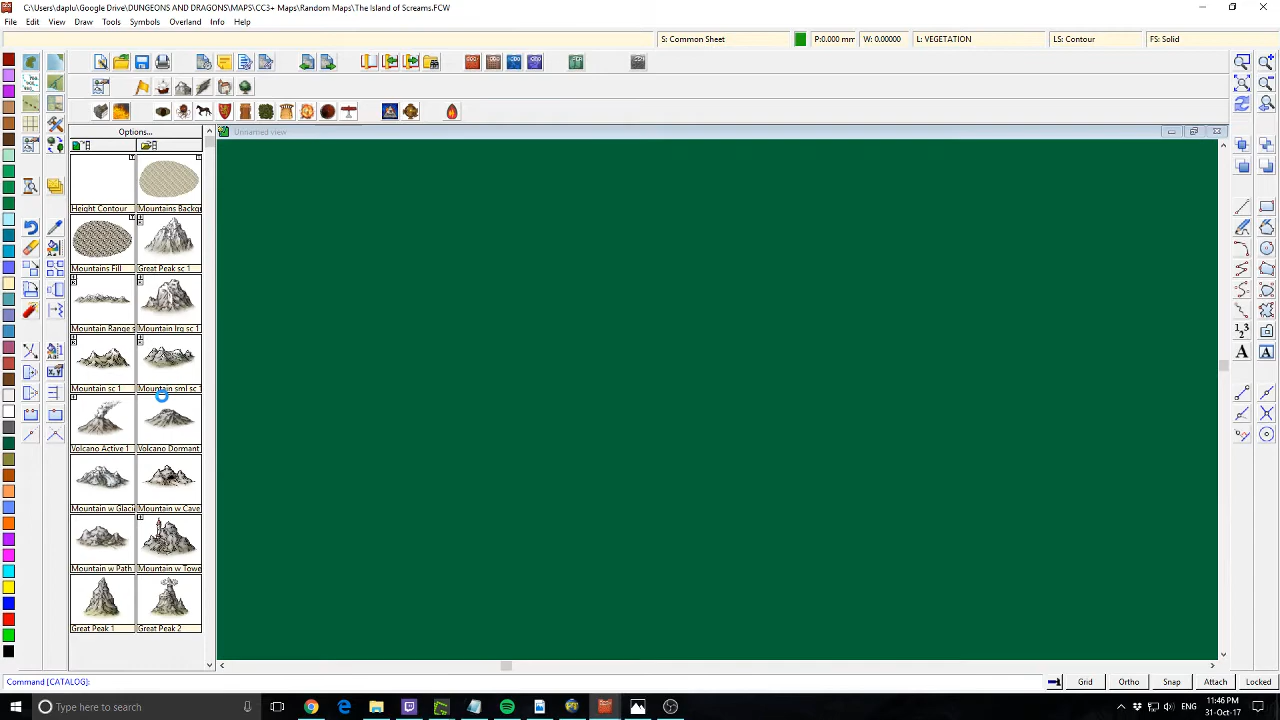 C:\Users\daplu\Google Drive\DUNGEONS AND DRAGONS\MAPS\CC3+ Maps\Random Maps\The Island of Screams.FCW
File Edit View Draw Tools Symbols Overland Info Help
S: Common Sheet P:0.000 mm W: 0.00000 L: VEGETATION LS: Contour FS: Solid
Options... Unnamed view
Height Contour Mountains Backg
Mountains Fill Great Peak sc 1
Mountain Range s Mountain lrg sc 1
Mountain sc 1 Mountain sml sc 1
Volcano Active 1 Volcano Dormant
Mountain w Glaci Mountain w Cave
Mountain w Path Mountain w Towe
Great Peak 1 Great Peak 2
Command [CATALOG]: Grid Ortho Snap Attach Locked
Type here to search 11:46 PM
ENG
31-Oct-17